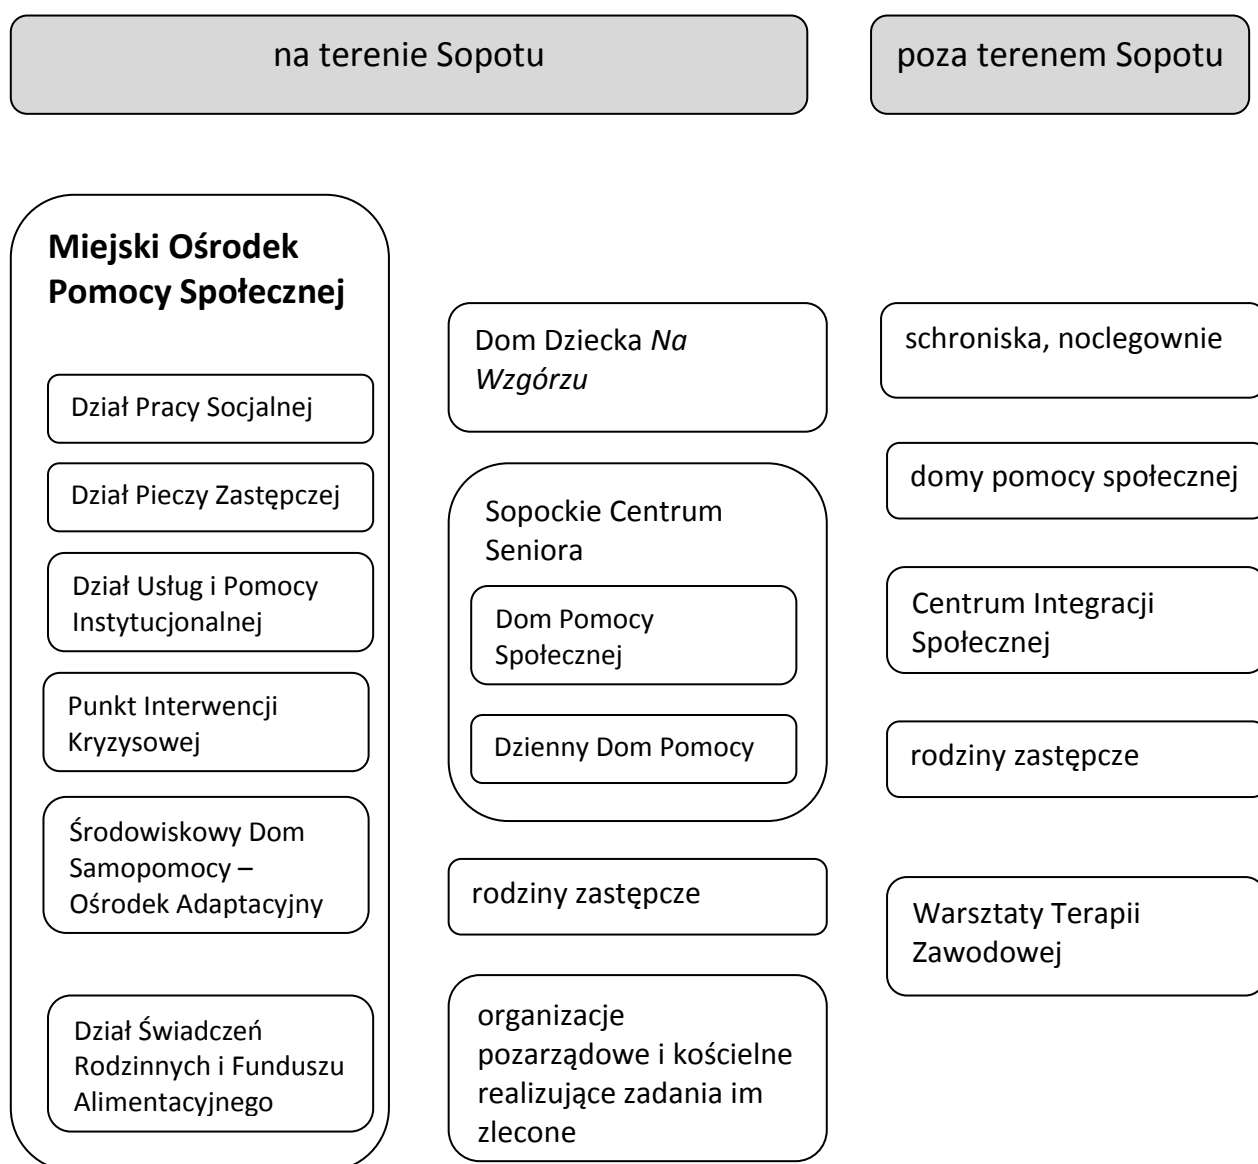 na terenie Sopotu
poza terenem Sopotu
Miejski Ośrodek
Pomocy Społecznej
Dział Pracy Socjalnej
Dział Pieczy Zastępczej
Dział Usług i Pomocy
Instytucjonalnej
Punkt Interwencji
Kryzysowej
Środowiskowy Dom
Samopomocy –
Ośrodek Adaptacyjny
Dział Świadczeń
Rodzinnych i Funduszu
Alimentacyjnego
Dom Dziecka Na
Wzgórzu
Sopockie Centrum
Seniora
Dom Pomocy
Społecznej
Dzienny Dom Pomocy
rodziny zastępcze
organizacje
pozarządowe i kościelne
realizujące zadania im
zlecone
schroniska, noclegownie
domy pomocy społecznej
Centrum Integracji
Społecznej
rodziny zastępcze
Warsztaty Terapii
Zawodowej